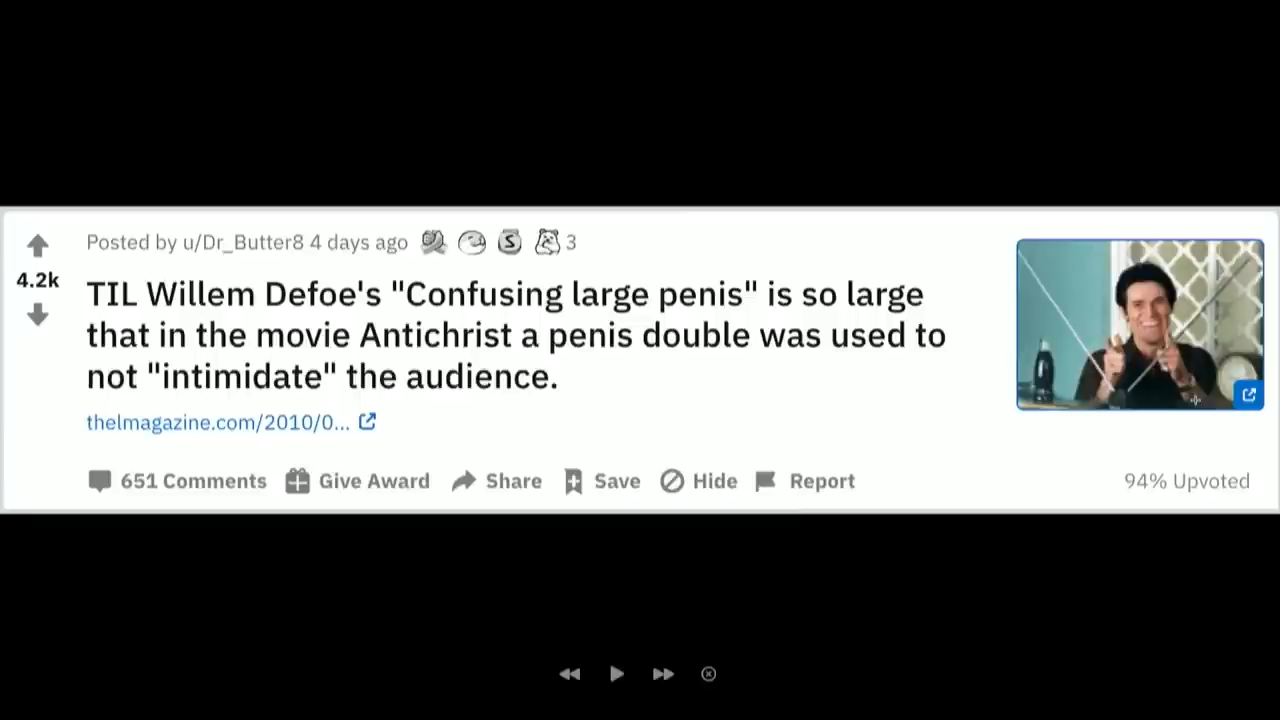 Posted by u/Dr_Butter8 4 days ago 3
4.2k
TIL Willem Defoe's "Confusing large penis" is so large
that in the movie Antichrist a penis double was used to
not "intimidate" the audience.
thelmagazine.com/2010/0...
651 Comments Give Award Share Save Hide Report 94% Upvoted